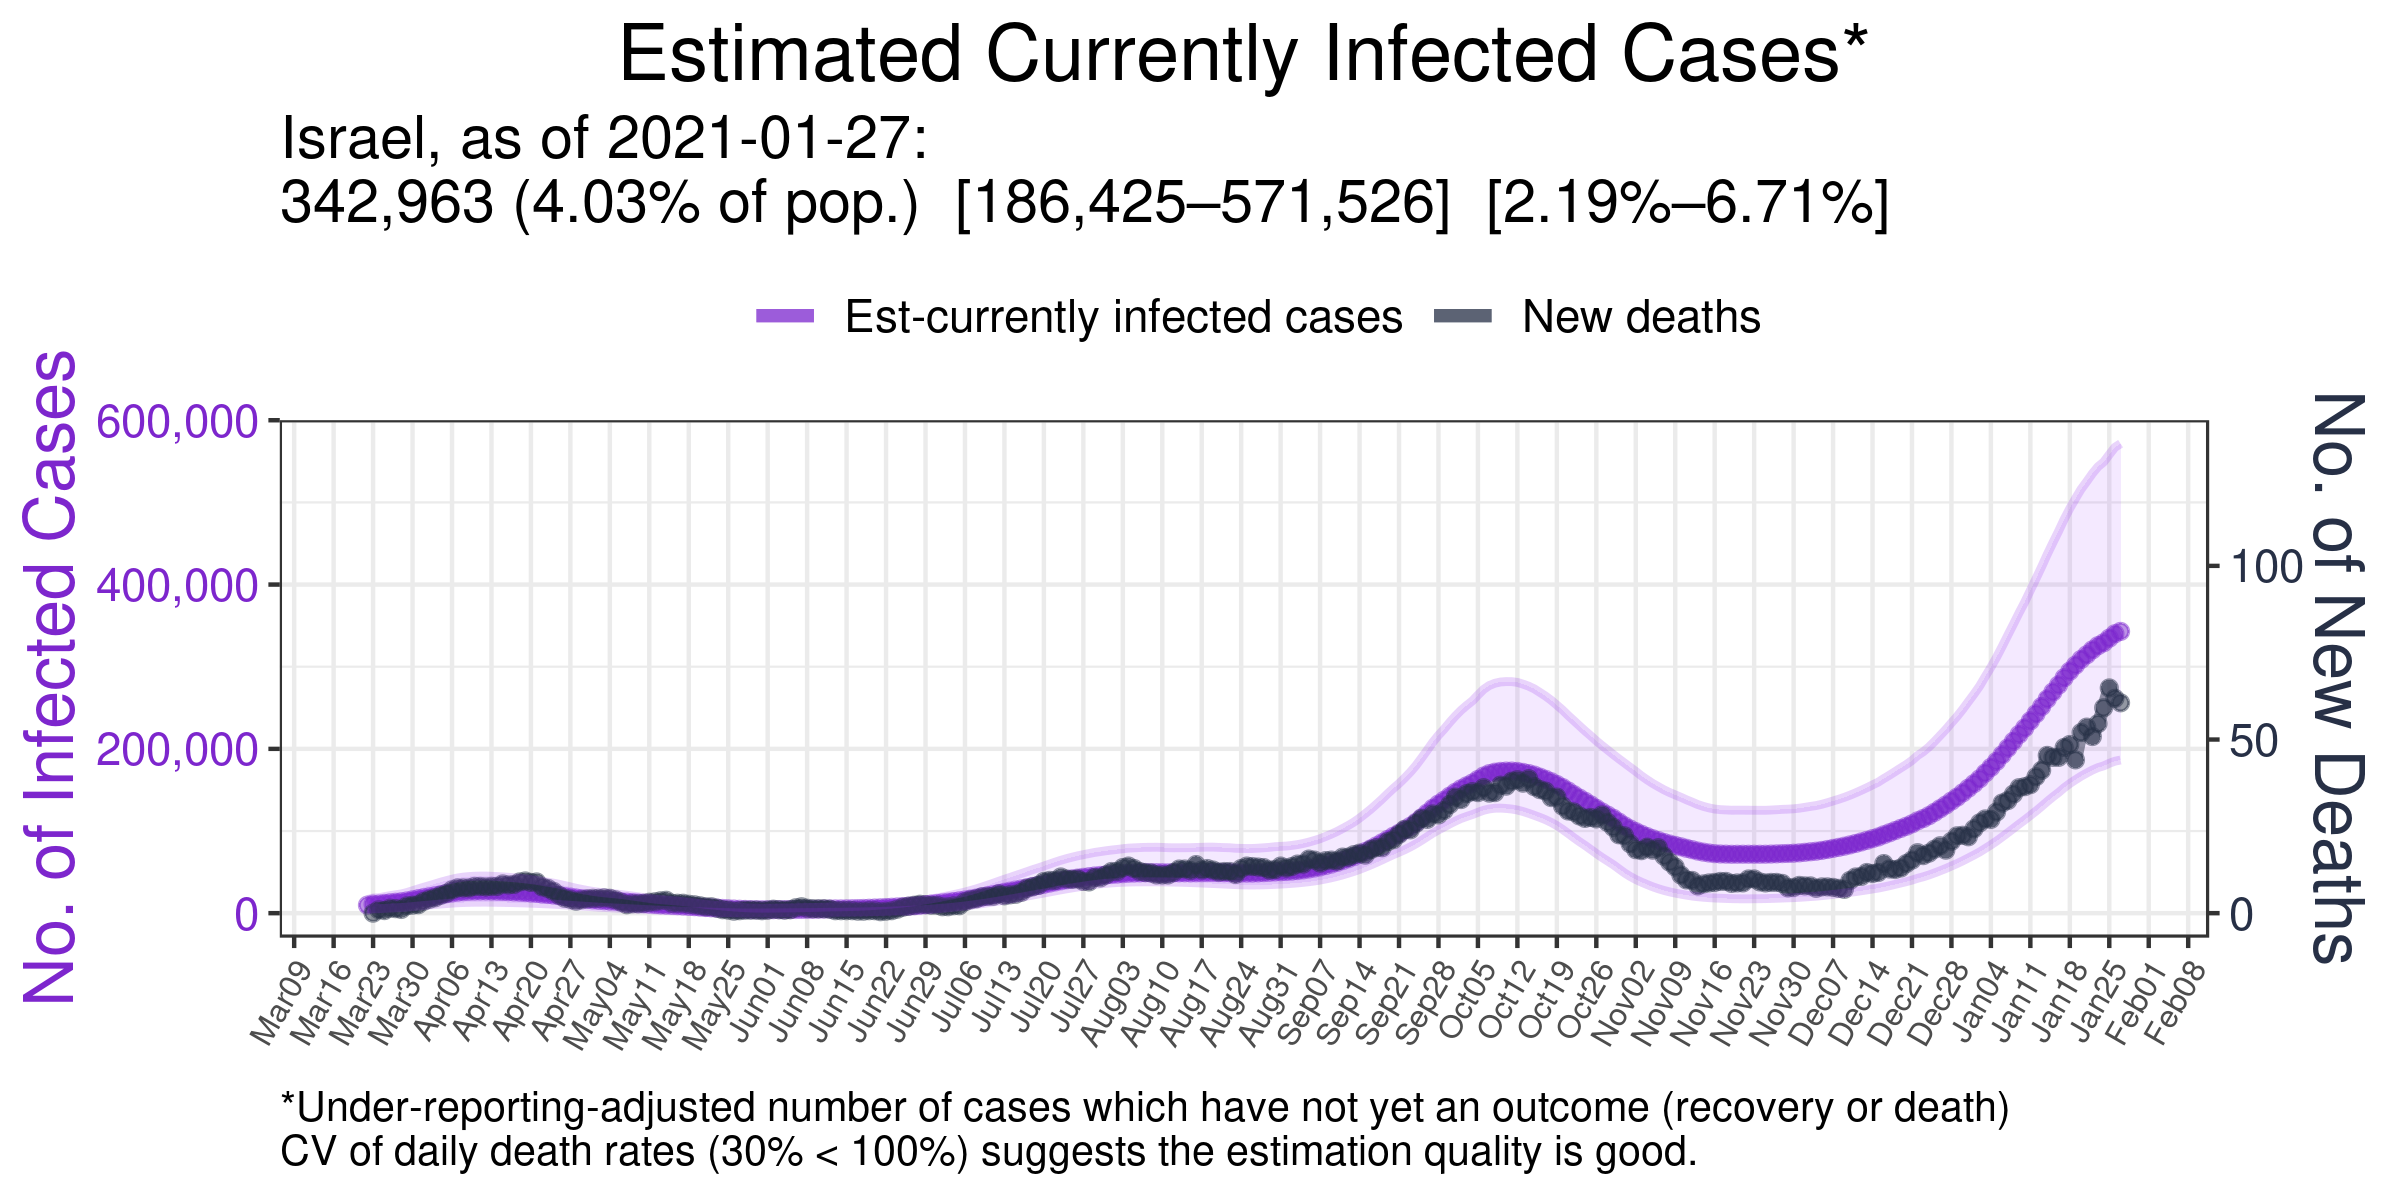 Estimated Currently Infected Cases*
Israel, as of 2021-01-27:
342,963 (4.03% of pop.) [186,425–571,526] [2.19%–6.71%]
Est-currently infected cases
New deaths
No. of Infected Cases
600,000
400,000
200,000
0
No. of New Deaths
100
50
0
Mar09
Mar16
Mar23
Mar30
Apr06
Apr13
Apr20
Apr27
May04
May11
May18
May25
Jun01
Jun08
Jun15
Jun22
Jun29
Jul06
Jul13
Jul20
Jul27
Aug03
Aug10
Aug17
Aug24
Aug31
Sep07
Sep14
Sep21
Sep28
Oct05
Oct12
Oct19
Oct26
Nov02
Nov09
Nov16
Nov23
Nov30
Dec07
Dec14
Dec21
Dec28
Jan04
Jan11
Jan18
Jan25
Feb01
Feb08
*Under-reporting-adjusted number of cases which have not yet an outcome (recovery or death)
CV of daily death rates (30% < 100%) suggests the estimation quality is good.